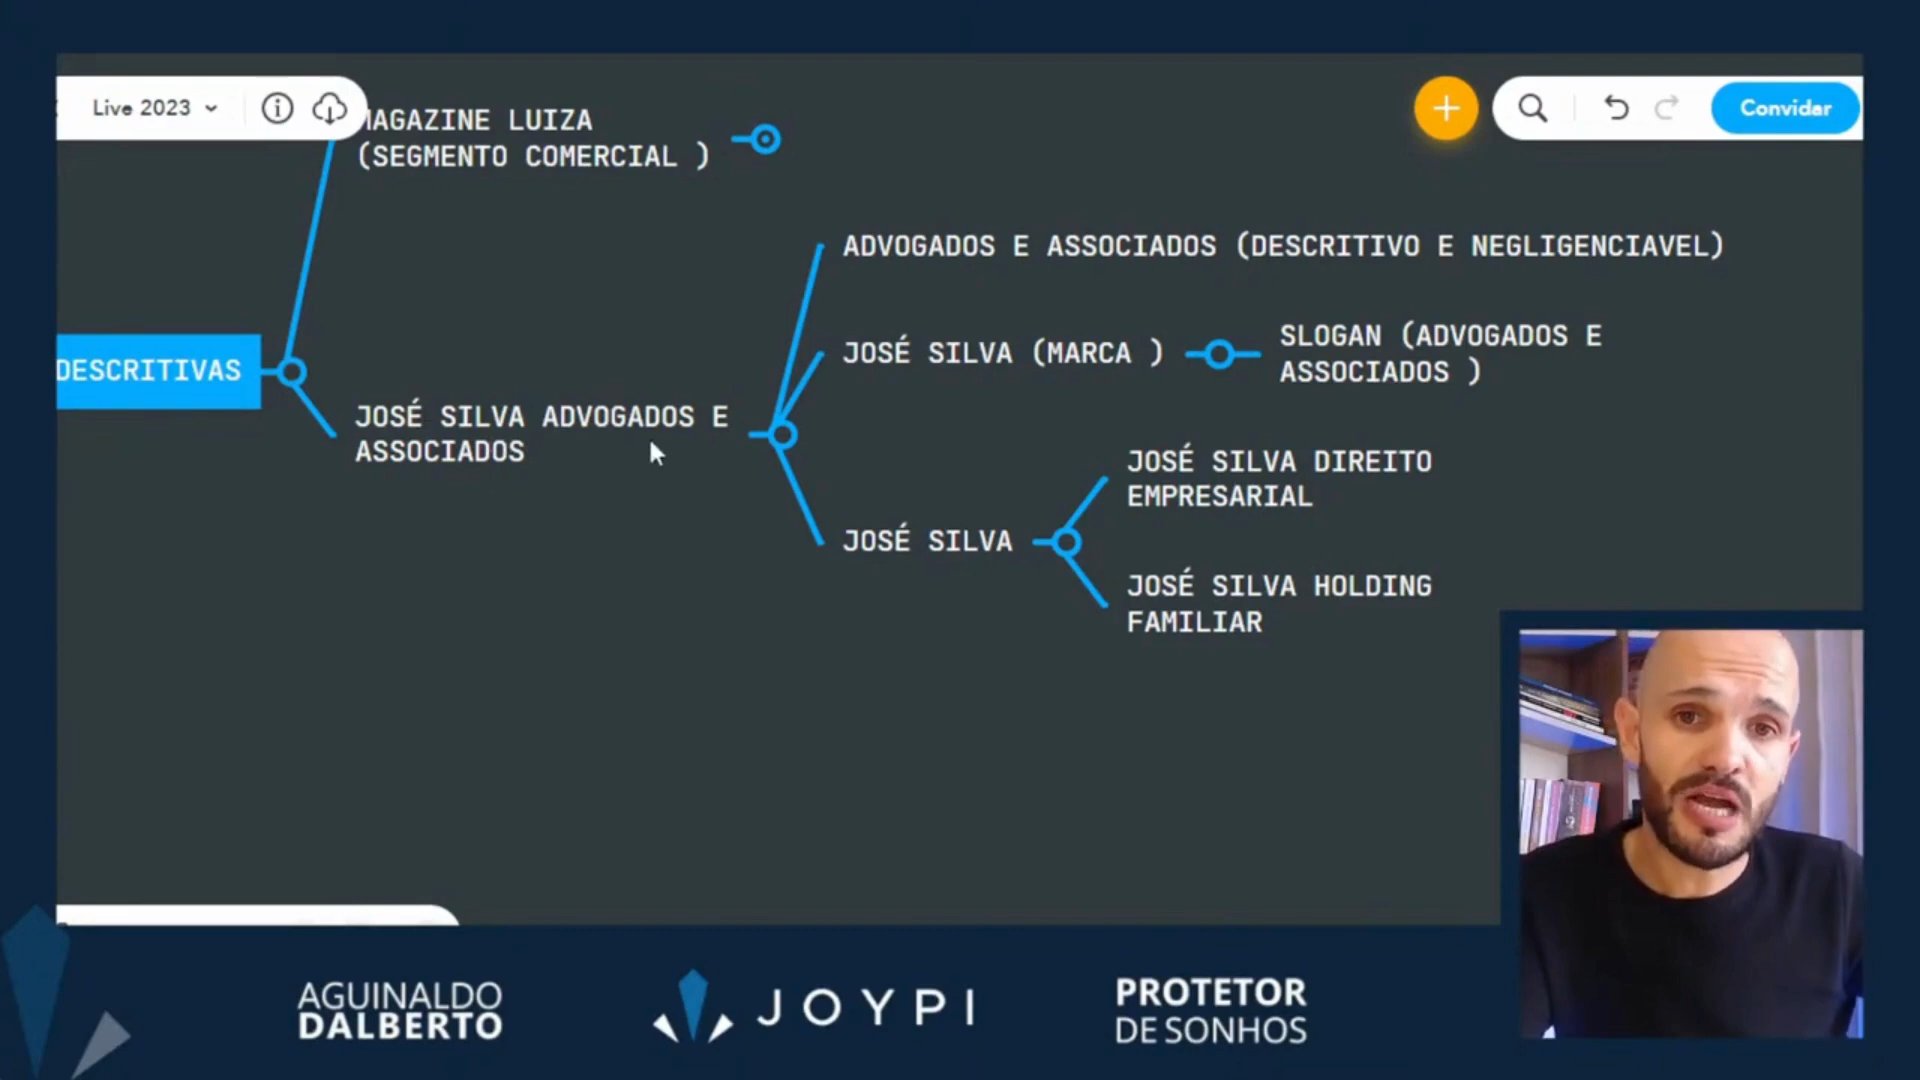 Live 2023
MAGAZINE LUIZA
(SEGMENTO COMERCIAL )
Convidar
ADVOGADOS E ASSOCIADOS (DESCRITIVO E NEGLIGENCIAVEL)
JOSÉ SILVA (MARCA )
SLOGAN (ADVOGADOS E
ASSOCIADOS )
DESCRITIVAS
JOSÉ SILVA ADVOGADOS E
ASSOCIADOS
JOSÉ SILVA DIREITO
EMPRESARIAL
JOSÉ SILVA
JOSÉ SILVA HOLDING
FAMILIAR
AGUINALDO
DALBERTO
JOYPI
PROTETOR
DE SONHOS